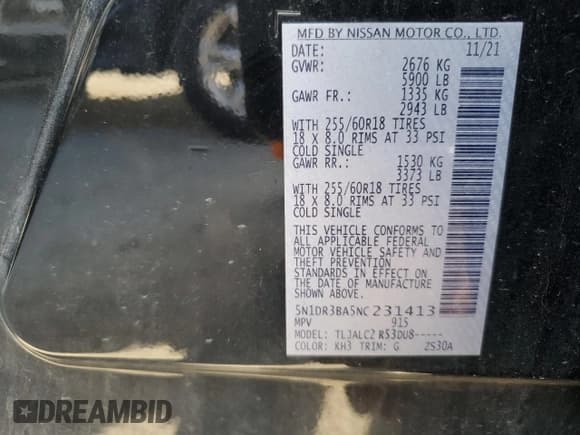 MFD BY NISSAN MOTOR CO., LTD.
DATE: 11/21
GVWR: 2676 KG
5900 LB
GAWR FR.: 1335 KG
2943 LB
WITH 255/60R18 TIRES
18 X 8.0 RIMS AT 33 PSI
COLD SINGLE
GAWR RR.: 1530 KG
3373 LB
WITH 255/60R18 TIRES
18 X 8.0 RIMS AT 33 PSI
COLD SINGLE
THIS VEHICLE CONFORMS TO
ALL APPLICABLE FEDERAL
MOTOR VEHICLE SAFETY AND
THEFT PREVENTION
STANDARDS IN EFFECT ON
THE DATE OF MANUFACTURE
SHOWN ABOVE.
5N1DR3BA5NC231413
MPV 915
MODEL: TLJALC2 R53DU8-----
COLOR: KH3 TRIM: G ZS30A
DREAMBID